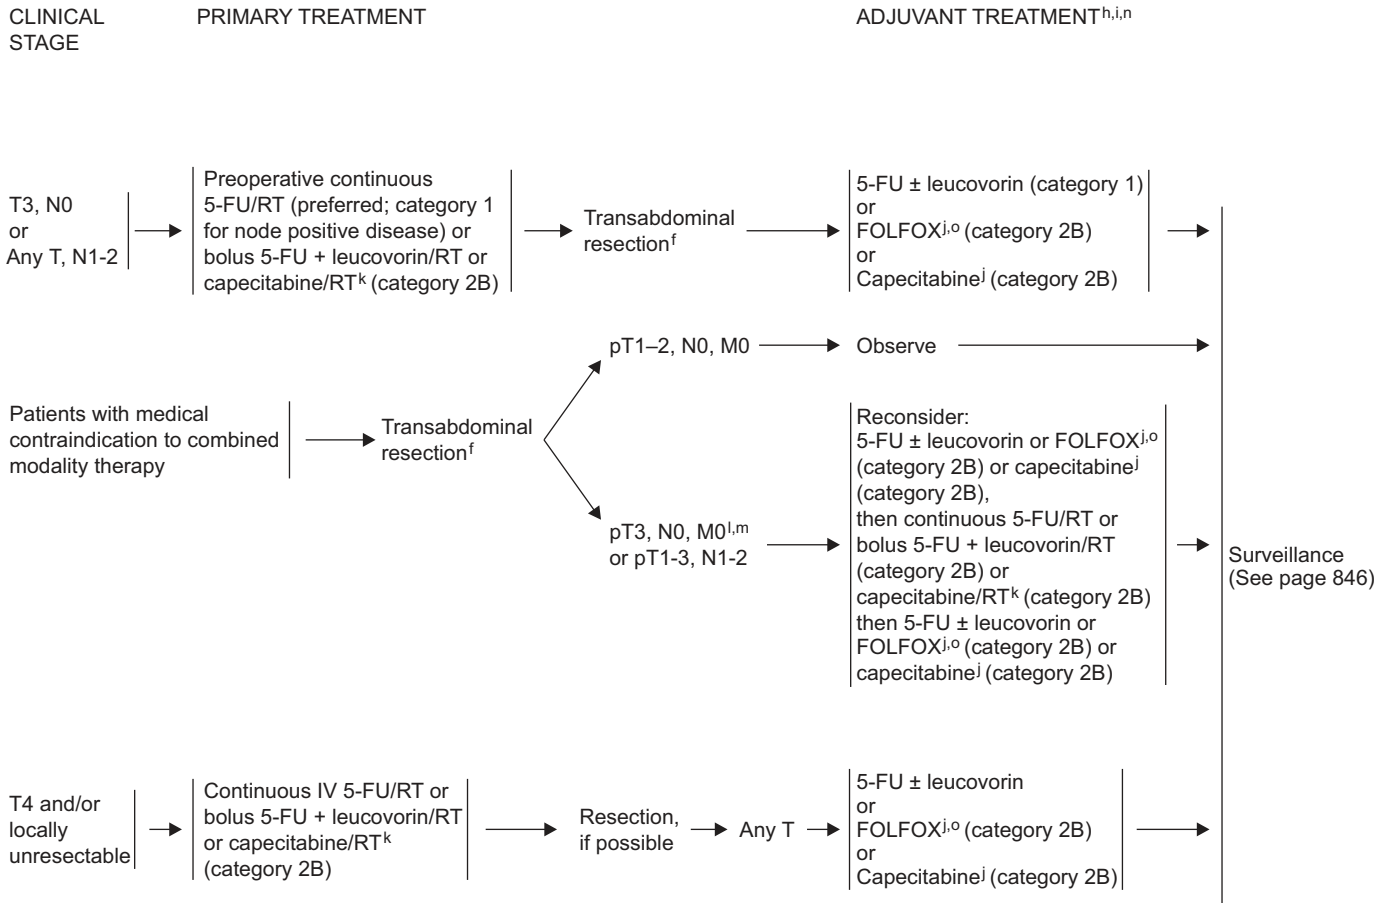 CLINICAL
STAGE
PRIMARY TREATMENT
ADJUVANT TREATMENTh,i,n
T3, N0
or
Any T, N1-2
Preoperative continuous
5-FU/RT (preferred; category 1
for node positive disease) or
bolus 5-FU + leucovorin/RT or
capecitabine/RTk (category 2B)
Transabdominal
resectionf
5-FU ± leucovorin (category 1)
or
FOLFOXj,o (category 2B)
or
Capecitabinej (category 2B)
Patients with medical
contraindication to combined
modality therapy
Transabdominal
resectionf
pT1–2, N0, M0
Observe
pT3, N0, M0l,m
or pT1-3, N1-2
Reconsider:
5-FU ± leucovorin or FOLFOXj,o
(category 2B) or capecitabinej
(category 2B),
then continuous 5-FU/RT or
bolus 5-FU + leucovorin/RT
(category 2B) or
capecitabine/RTk (category 2B)
then 5-FU ± leucovorin or
FOLFOXj,o (category 2B) or
capecitabinej (category 2B)
Surveillance
(See page 846)
T4 and/or
locally
unresectable
Continuous IV 5-FU/RT or
bolus 5-FU + leucovorin/RT
or capecitabine/RTk
(category 2B)
Resection,
if possible
Any T
5-FU ± leucovorin
or
FOLFOXj,o (category 2B)
or
Capecitabinej (category 2B)